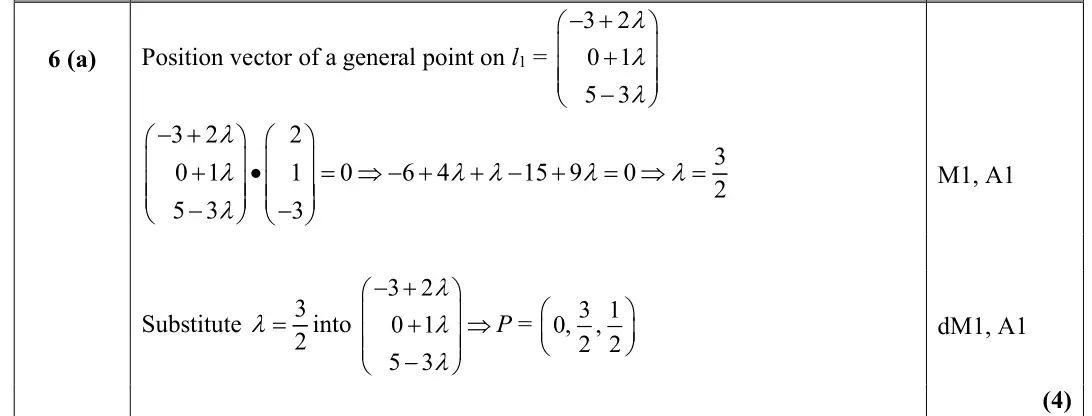 6 (a) Position vector of a general point on l₁ = (−3 + 2λ, 0 + 1λ, 5 − 3λ)
(−3 + 2λ, 0 + 1λ, 5 − 3λ) • (2, 1, −3) = 0 ⇒ −6 + 4λ + λ − 15 + 9λ = 0 ⇒ λ = 3/2 M1, A1
Substitute λ = 3/2 into (−3 + 2λ, 0 + 1λ, 5 − 3λ) ⇒ P = (0, 3/2, 1/2) dM1, A1
(4)